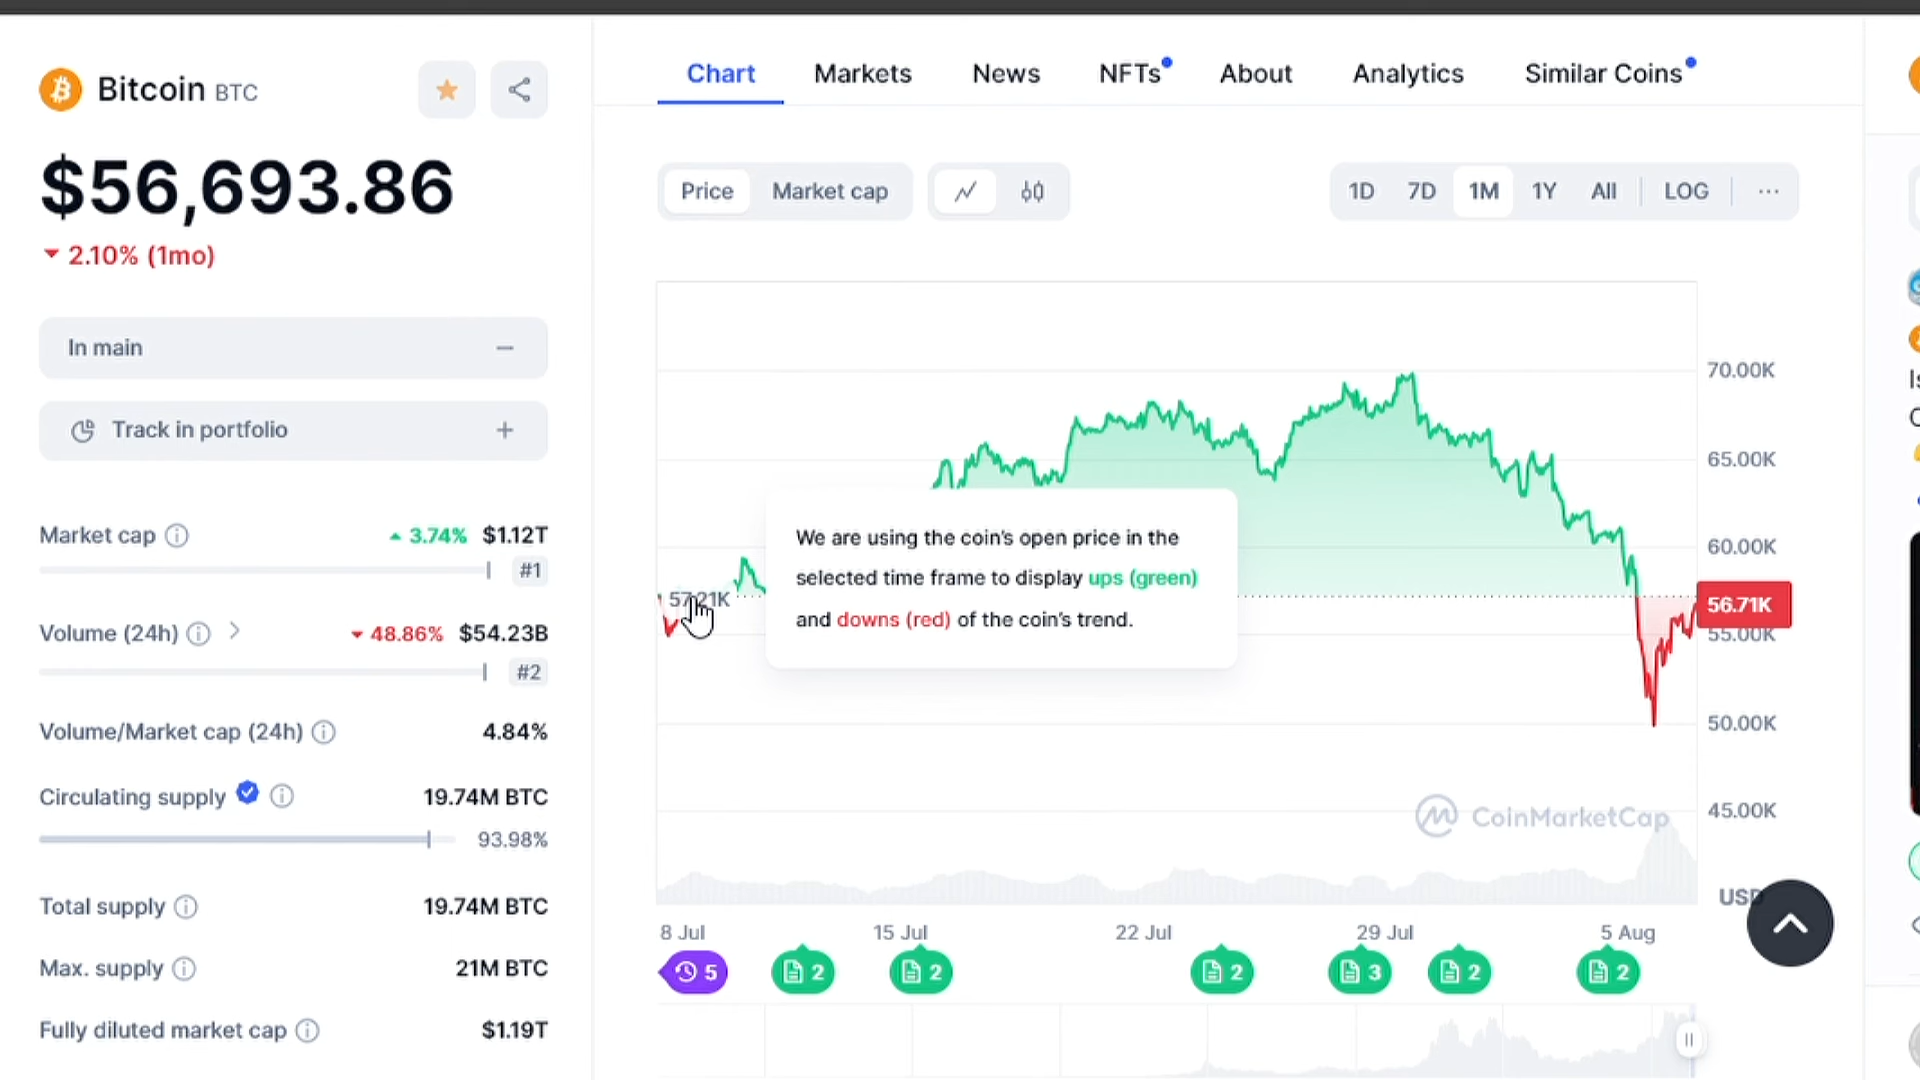 Bitcoin BTC
$56,693.86
2.10% (1mo)
In main
Track in portfolio
Market cap 3.74% $1.12T
#1
Volume (24h) 48.86% $54.23B
#2
Volume/Market cap (24h) 4.84%
Circulating supply 19.74M BTC
93.98%
Total supply 19.74M BTC
Max. supply 21M BTC
Fully diluted market cap $1.19T
Chart Markets News NFTs About Analytics Similar Coins
Price Market cap 1D 7D 1M 1Y All LOG ...
70.00K
65.00K
60.00K
56.71K
55.00K
50.00K
45.00K
USD
57.21K
We are using the coin's open price in the
selected time frame to display ups (green)
and downs (red) of the coin's trend.
CoinMarketCap
8 Jul 15 Jul 22 Jul 29 Jul 5 Aug
5 2 2 2 3 2 2